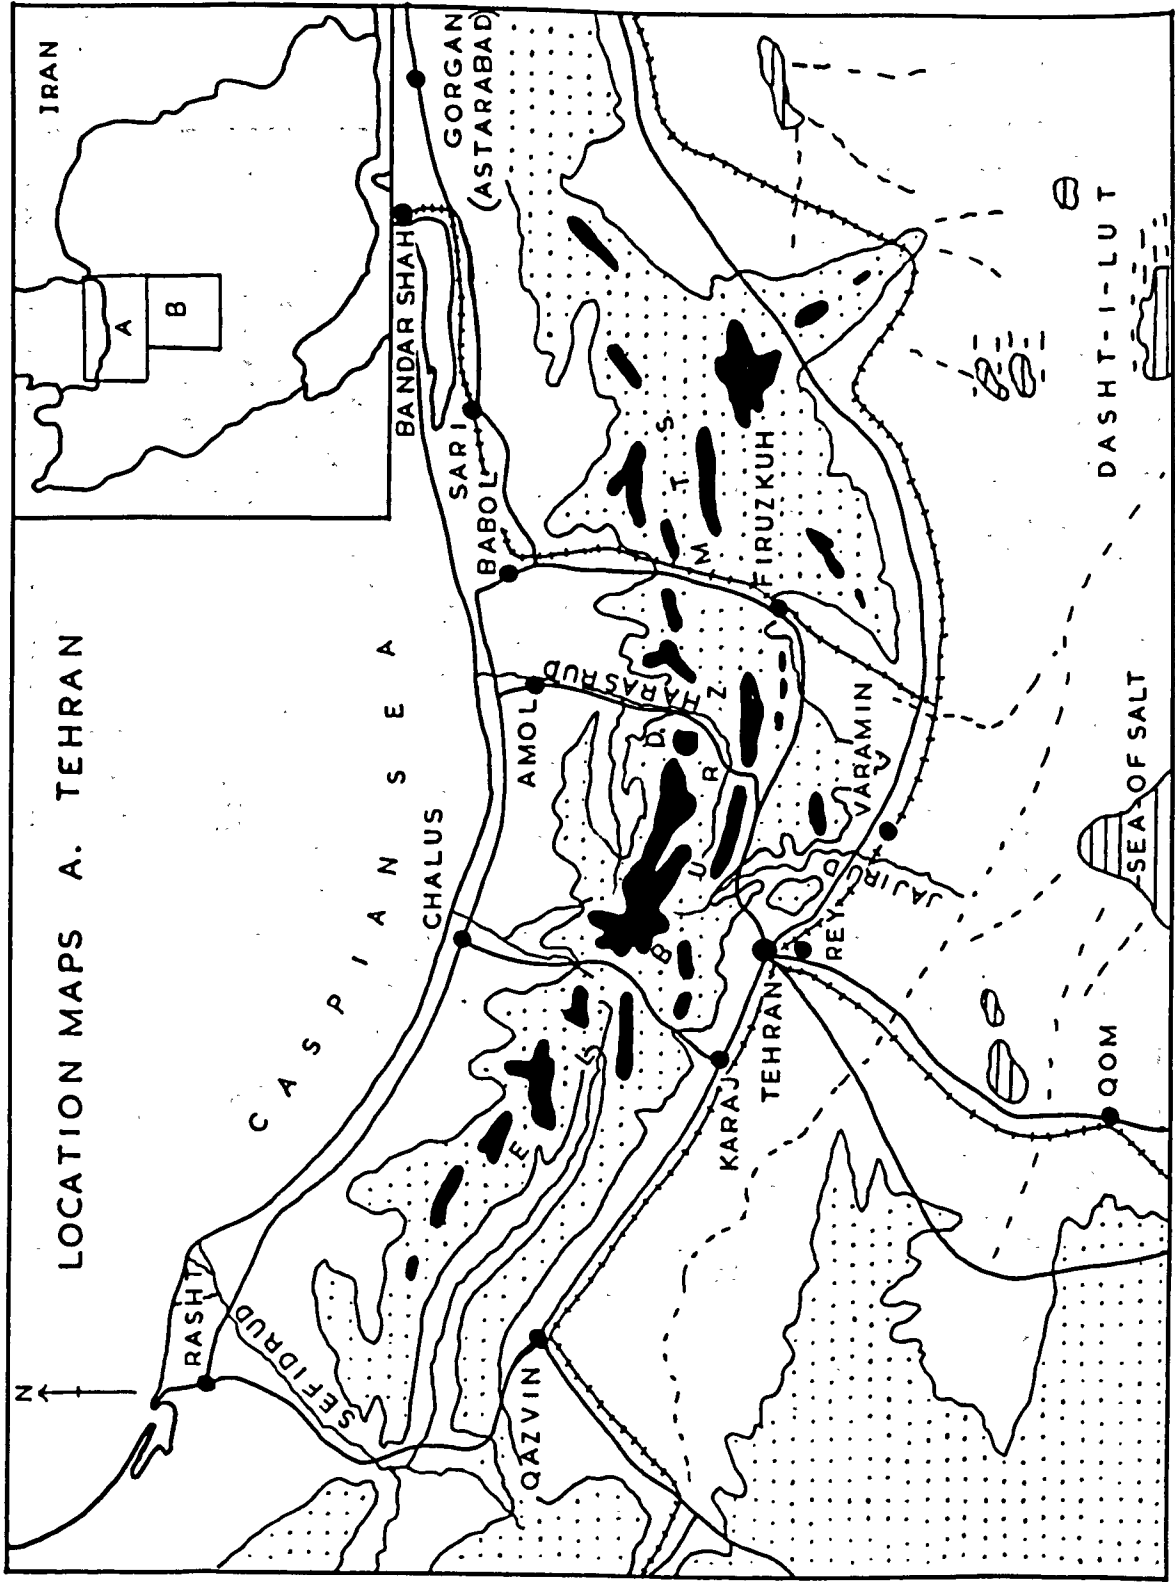 LOCATION MAPS A. TEHRAN
IRAN
A
B
N
CASPIAN SEA
RASHT
SEFIDRUD
CHALUS
AMOL
HARASRUD
BABOL
SARI
BANDAR SHAH
GORGAN
(ASTARABAD)
ELBURZ MTS
D.
QAZVIN
KARAJ
TEHRAN
REY
JAJIRUD
VARAMIN
FIRUZKUH
QOM
SEA OF SALT
DASHT-I-LUT